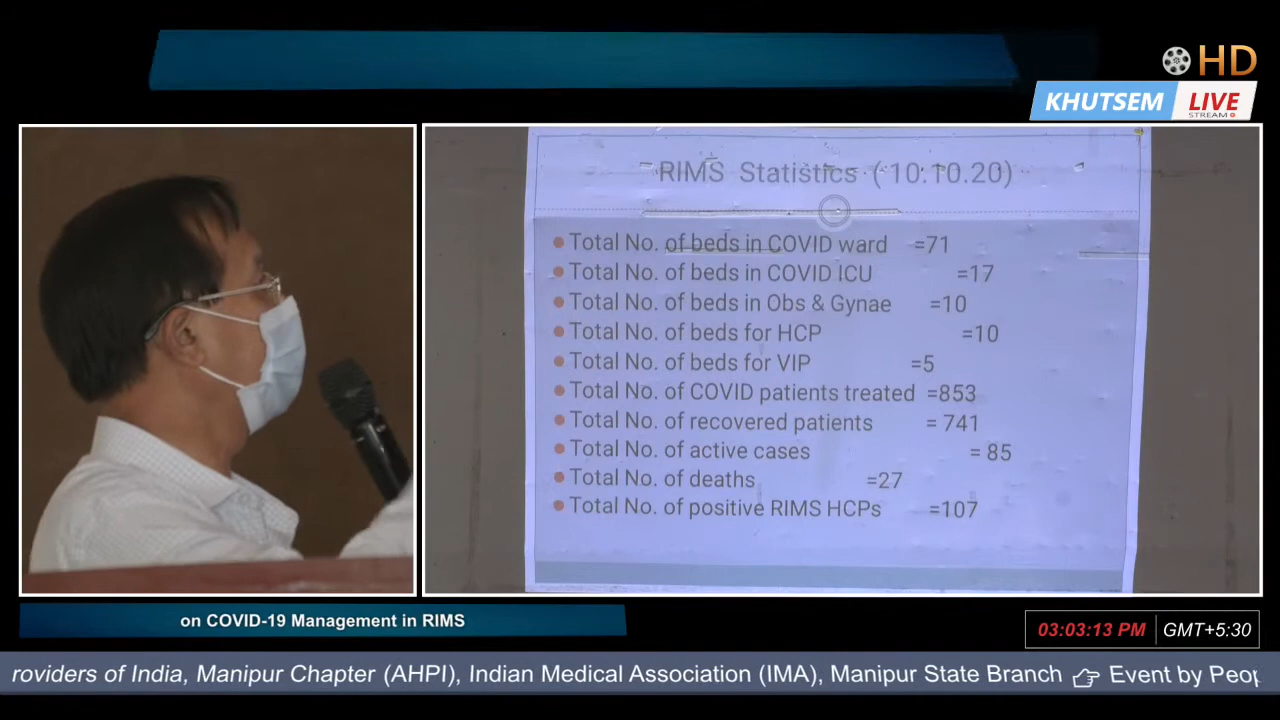 HD
KHUTSEM LIVE
STREAM
RIMS Statistics (10.10.20)
Total No. of beds in COVID ward =71
Total No. of beds in COVID ICU =17
Total No. of beds in Obs & Gynae =10
Total No. of beds for HCP =10
Total No. of beds for VIP =5
Total No. of COVID patients treated =853
Total No. of recovered patients = 741
Total No. of active cases = 85
Total No. of deaths =27
Total No. of positive RIMS HCPs =107
on COVID-19 Management in RIMS
03:03:13 PM GMT+5:30
roviders of India, Manipur Chapter (AHPI), Indian Medical Association (IMA), Manipur State Branch Event by Peop